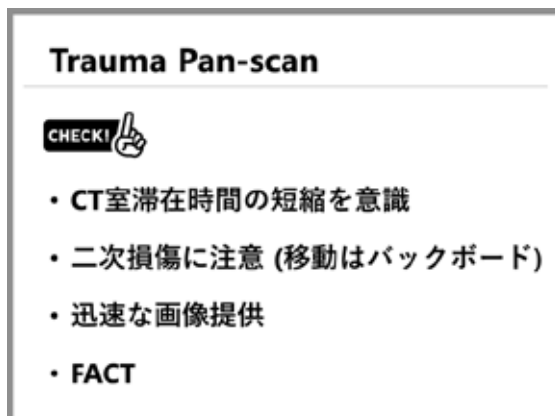 Trauma Pan-scan
CHECK!
・CT室滞在時間の短縮を意識
・二次損傷に注意 (移動はバックボード)
・迅速な画像提供
・FACT